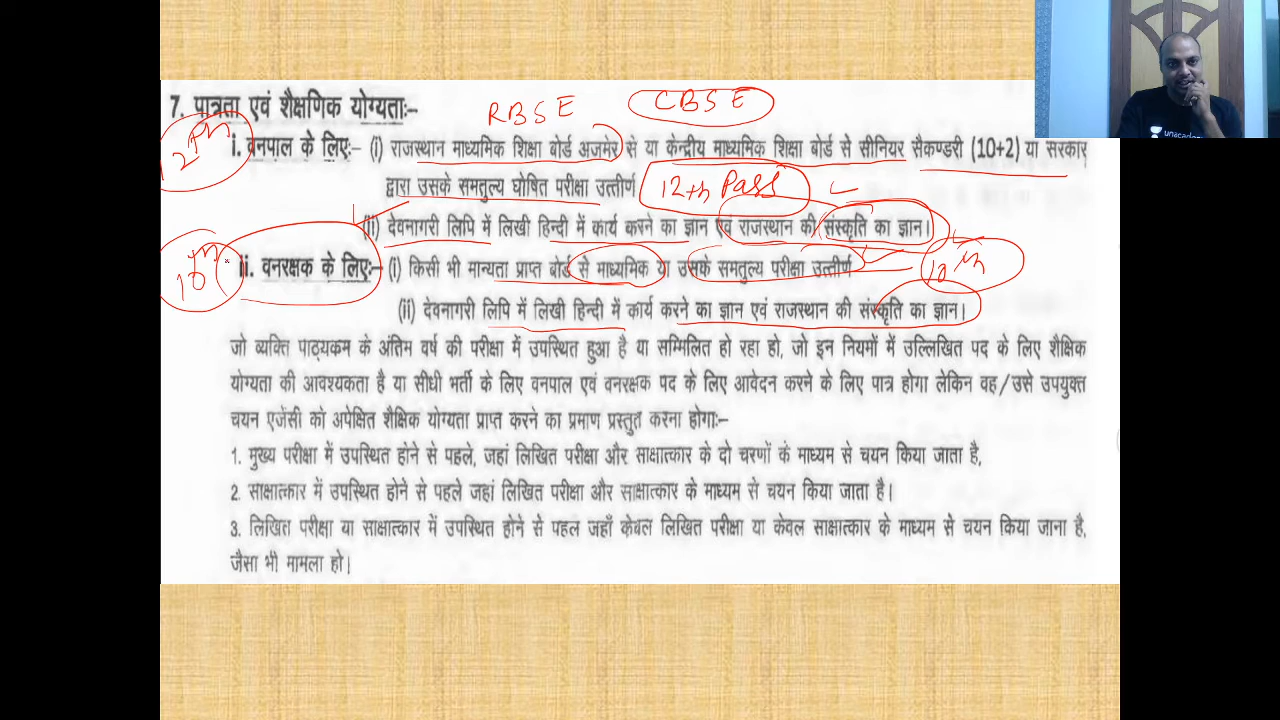 7. पात्रता एवं शैक्षणिक योग्यताः-
RBSE
CBSE
12th
i. वनपाल के लिएः- (i) राजस्थान माध्यमिक शिक्षा बोर्ड अजमेर से या केन्द्रीय माध्यमिक शिक्षा बोर्ड से सीनियर सैकण्डरी (10+2) या सरकार
द्वारा उसके समतुल्य घोषित परीक्षा उत्तीर्ण
12th Pass
(ii) देवनागरी लिपि में लिखी हिन्दी में कार्य करने का ज्ञान एवं राजस्थान की संस्कृति का ज्ञान।
10th
ii. वनरक्षक के लिएः- (i) किसी भी मान्यता प्राप्त बोर्ड से माध्यमिक या उसके समतुल्य परीक्षा उत्तीर्ण
10th
(ii) देवनागरी लिपि में लिखी हिन्दी में कार्य करने का ज्ञान एवं राजस्थान की संस्कृति का ज्ञान।
जो व्यक्ति पाठ्यकम के अंतिम वर्ष की परीक्षा में उपस्थित हुआ है या सम्मिलित हो रहा हो, जो इन नियमों में उल्लिखित पद के लिए शैक्षिक
योग्यता की आवश्यकता है या सीधी भर्ती के लिए वनपाल एवं वनरक्षक पद के लिए आवेदन करने के लिए पात्र होगा लेकिन वह/उसे उपयुक्त
चयन एजेंसी को अपेक्षित शैक्षिक योग्यता प्राप्त करने का प्रमाण प्रस्तुत करना होगाः-
1. मुख्य परीक्षा में उपस्थित होने से पहले, जहां लिखित परीक्षा और साक्षात्कार के दो चरणों के माध्यम से चयन किया जाता है,
2. साक्षात्कार में उपस्थित होने से पहले जहां लिखित परीक्षा और साक्षात्कार के माध्यम से चयन किया जाता है।
3. लिखित परीक्षा या साक्षात्कार में उपस्थित होने से पहल जहाँ केवल लिखित परीक्षा या केवल साक्षात्कार के माध्यम से चयन किया जाना है,
जैसा भी मामला हो।